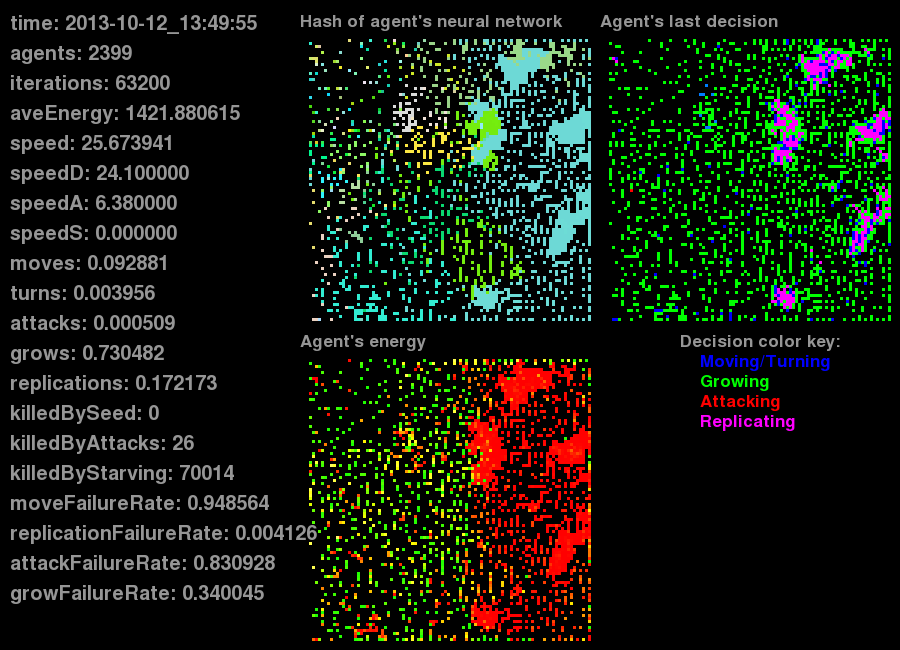 time: 2013-10-12_13:49:55
agents: 2399
iterations: 63200
aveEnergy: 1421.880615
speed: 25.673941
speedD: 24.100000
speedA: 6.380000
speedS: 0.000000
moves: 0.092881
turns: 0.003956
attacks: 0.000509
grows: 0.730482
replications: 0.172173
killedBySeed: 0
killedByAttacks: 26
killedByStarving: 70014
moveFailureRate: 0.948564
replicationFailureRate: 0.004126
attackFailureRate: 0.830928
growFailureRate: 0.340045
Hash of agent's neural network
Agent's last decision
Agent's energy
Decision color key:
Moving/Turning
Growing
Attacking
Replicating